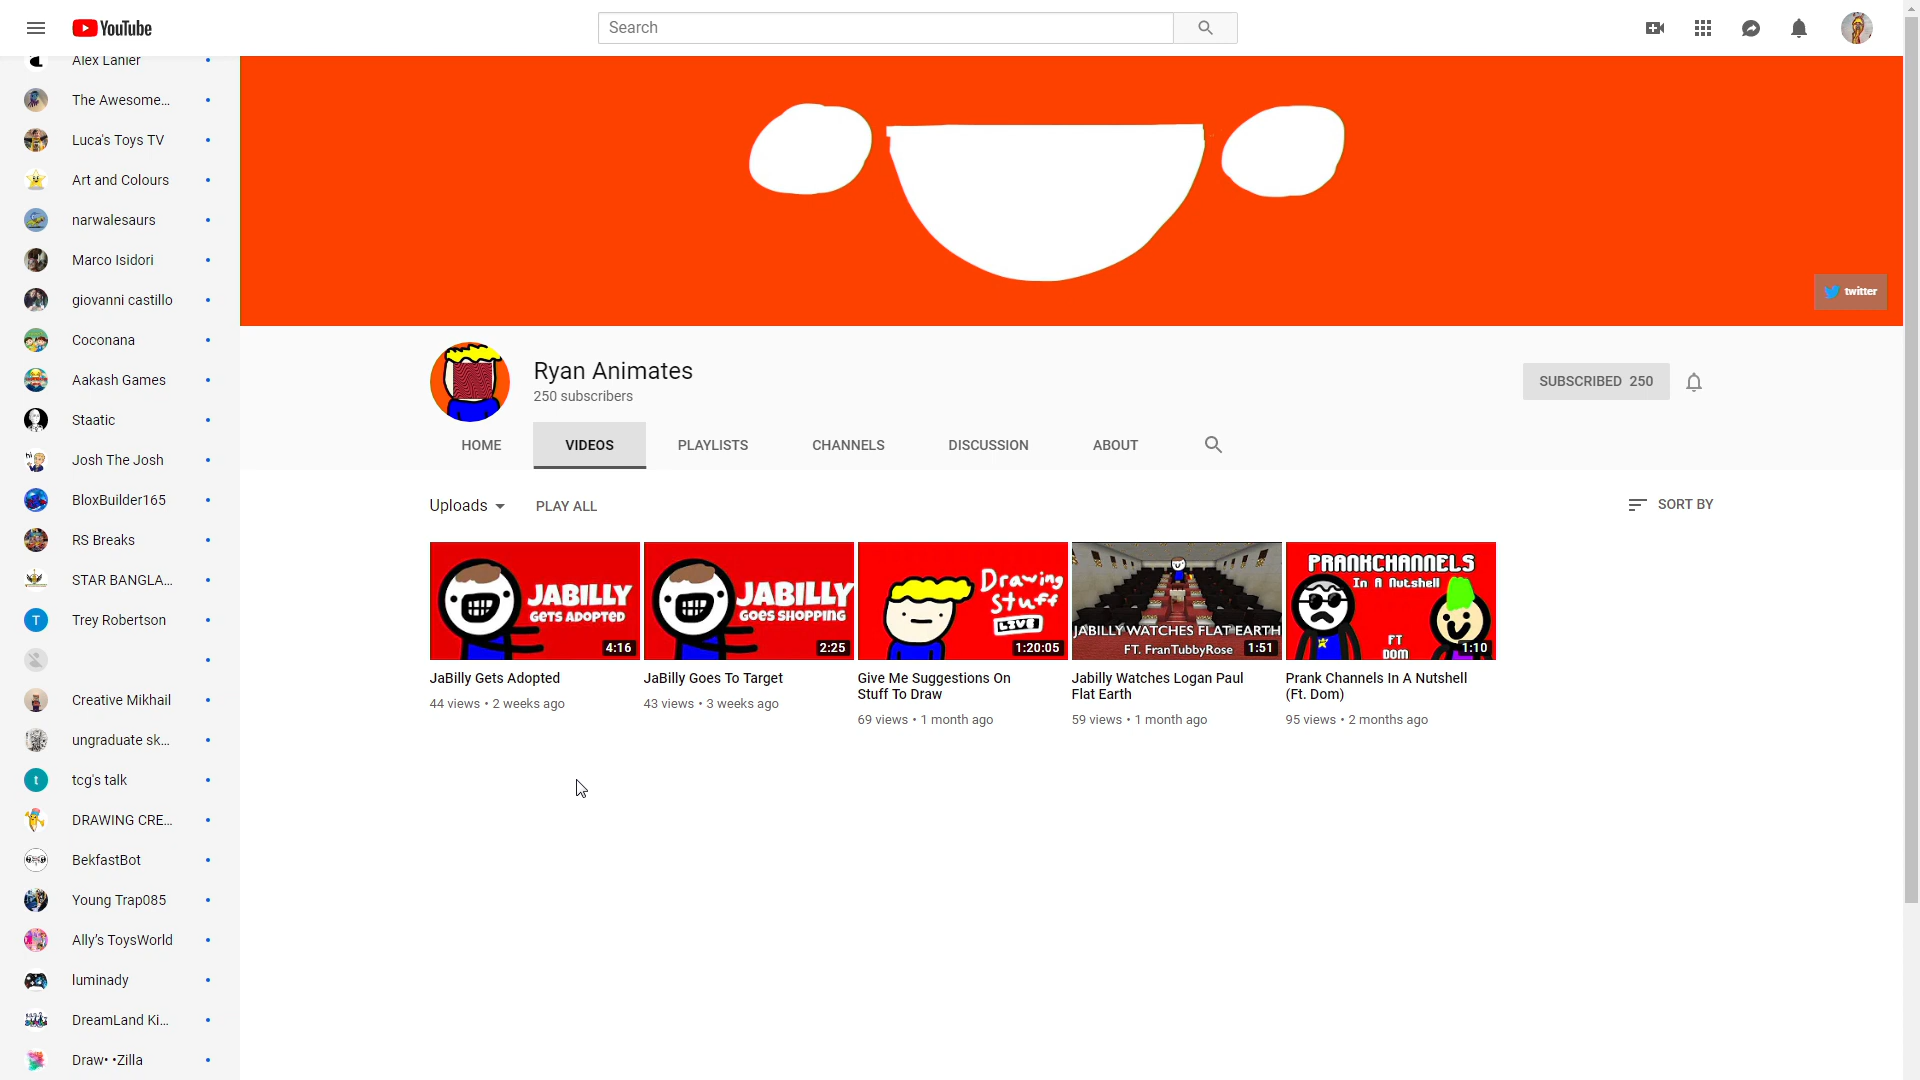 YouTube
Search
Alex Lanier
The Awesome...
Luca's Toys TV
Art and Colours
narwalesaurs
Marco Isidori
giovanni castillo
Coconana
Aakash Games
Staatic
Josh The Josh
BloxBuilder165
RS Breaks
STAR BANGLA...
T
Trey Robertson
Creative Mikhail
ungraduate sk...
t
tcg's talk
DRAWING CRE...
BekfastBot
Young Trap085
Ally's ToysWorld
luminady
DreamLand Ki...
Draw• •Zilla
twitter
Ryan Animates
250 subscribers
SUBSCRIBED 250
HOME
VIDEOS
PLAYLISTS
CHANNELS
DISCUSSION
ABOUT
Uploads
PLAY ALL
SORT BY
JABILLY
GETS ADOPTED
4:16
JaBilly Gets Adopted
44 views • 2 weeks ago
JABILLY
GOES SHOPPING
2:25
JaBilly Goes To Target
43 views • 3 weeks ago
Drawing
Stuff
LIVE
1:20:05
Give Me Suggestions On
Stuff To Draw
69 views • 1 month ago
JABILLY WATCHES FLAT EARTH
FT. FranTubbyRose
1:51
Jabilly Watches Logan Paul
Flat Earth
59 views • 1 month ago
PRANKCHANNELS
In A Nutshell
FT
DOM
1:10
Prank Channels In A Nutshell
(Ft. Dom)
95 views • 2 months ago